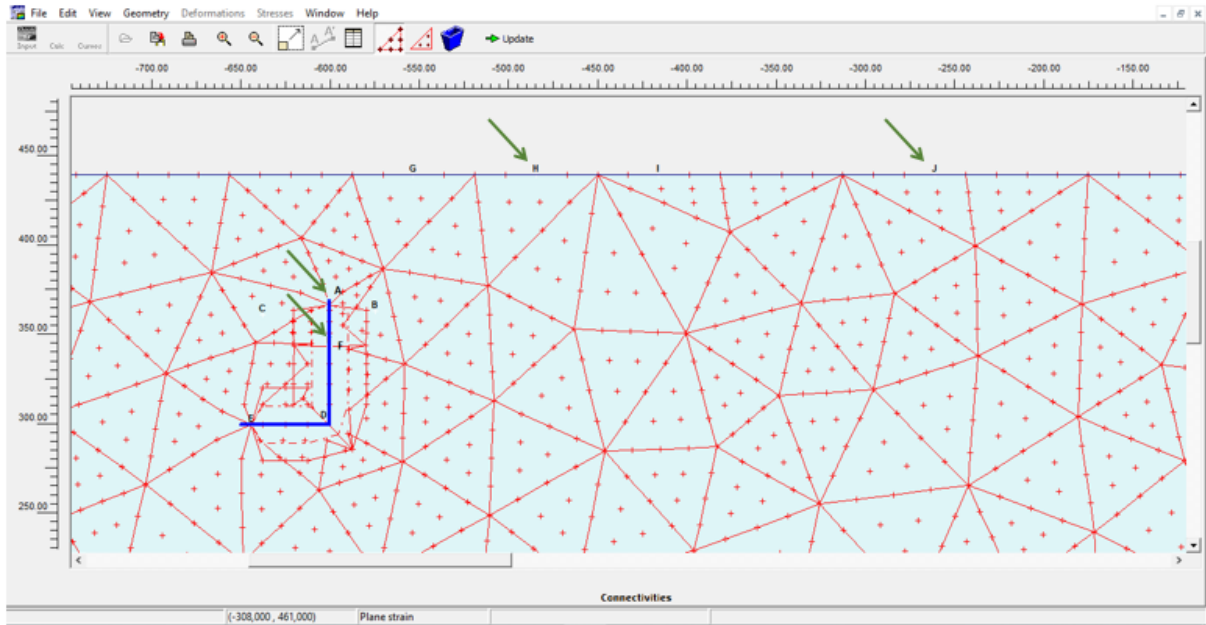 File Edit View Geometry Deformations Stresses Window Help
Input Calc Curves A A' Update
-700.00 -650.00 -600.00 -550.00 -500.00 -450.00 -400.00 -350.00 -300.00 -250.00 -200.00 -150.00
450.00
G H I J
400.00
A
C B
350.00
F
300.00
E D
250.00
Connectivities
(-308,000 , 461,000) Plane strain